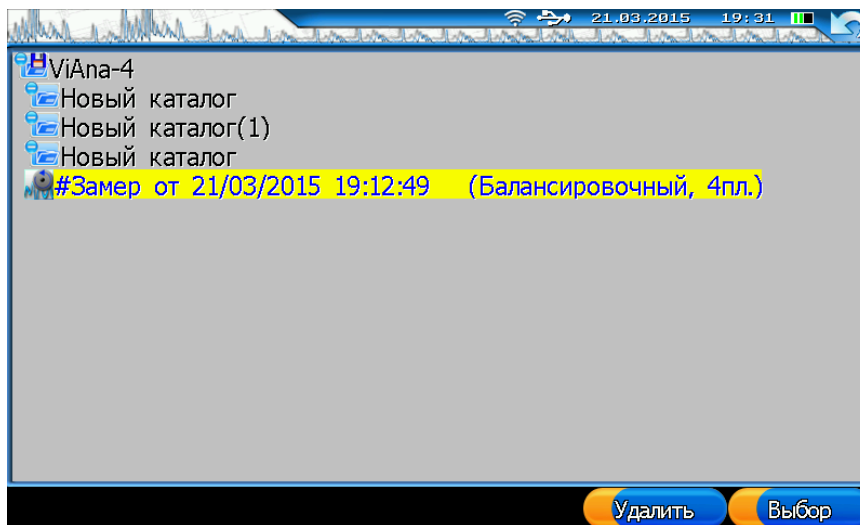 21.03.2015 19:31
ViAna-4
Новый каталог
Новый каталог(1)
Новый каталог
#Замер от 21/03/2015 19:12:49 (Балансировочный, 4пл.)
Удалить Выбор